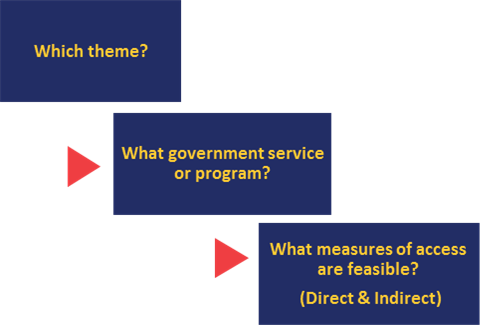 Which theme?
What government service
or program?
What measures of access
are feasible?
(Direct & Indirect)